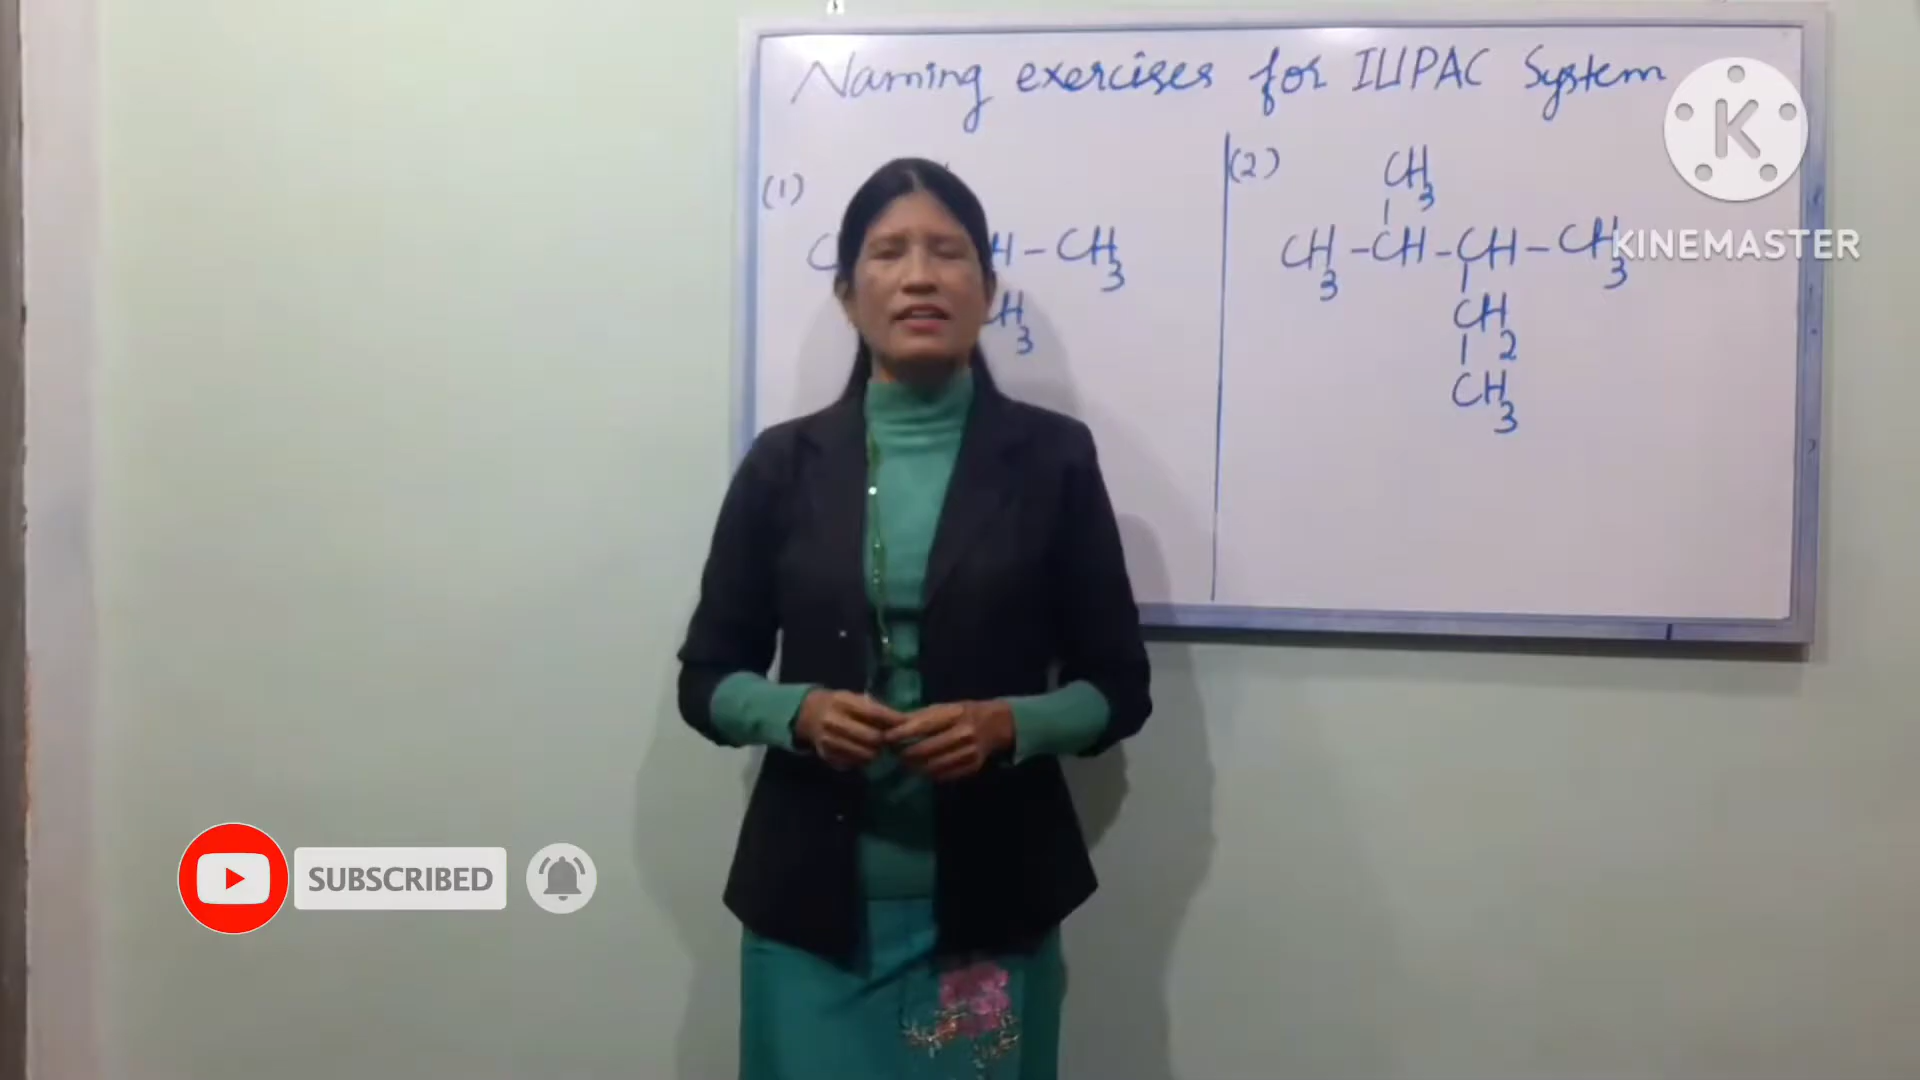 Naming exercises for IUPAC System
K
KINEMASTER
(1)
H - CH3
H3
(2)
CH3
CH3 - CH - CH - CH3
CH2
CH3
SUBSCRIBED